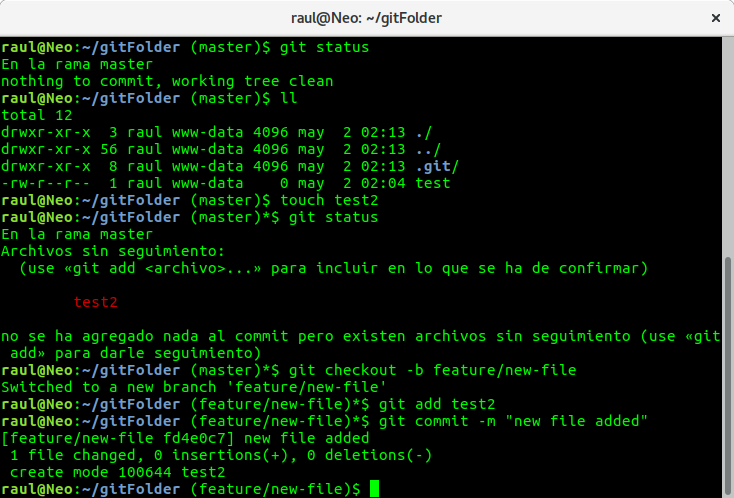 raul@Neo: ~/gitFolder
raul@Neo:~/gitFolder (master)$ git status
En la rama master
nothing to commit, working tree clean
raul@Neo:~/gitFolder (master)$ ll
total 12
drwxr-xr-x  3 raul www-data 4096 may  2 02:13 ./
drwxr-xr-x 56 raul www-data 4096 may  2 02:13 ../
drwxr-xr-x  8 raul www-data 4096 may  2 02:13 .git/
-rw-r--r--  1 raul www-data    0 may  2 02:04 test
raul@Neo:~/gitFolder (master)$ touch test2
raul@Neo:~/gitFolder (master)*$ git status
En la rama master
Archivos sin seguimiento:
  (use «git add <archivo>...» para incluir en lo que se ha de confirmar)
        test2
no se ha agregado nada al commit pero existen archivos sin seguimiento (use «git
 add» para darle seguimiento)
raul@Neo:~/gitFolder (master)*$ git checkout -b feature/new-file
Switched to a new branch 'feature/new-file'
raul@Neo:~/gitFolder (feature/new-file)*$ git add test2
raul@Neo:~/gitFolder (feature/new-file)*$ git commit -m "new file added"
[feature/new-file fd4e0c7] new file added
 1 file changed, 0 insertions(+), 0 deletions(-)
 create mode 100644 test2
raul@Neo:~/gitFolder (feature/new-file)$